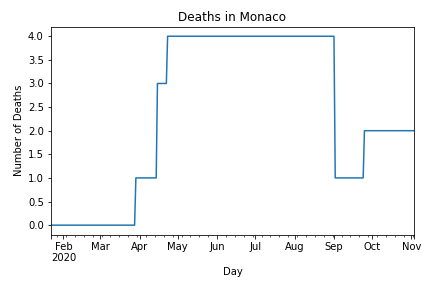 Deaths in Monaco
4.0
3.5
3.0
2.5
2.0
1.5
1.0
0.5
0.0
Number of Deaths
Feb Mar Apr May Jun Jul Aug Sep Oct Nov
2020
Day